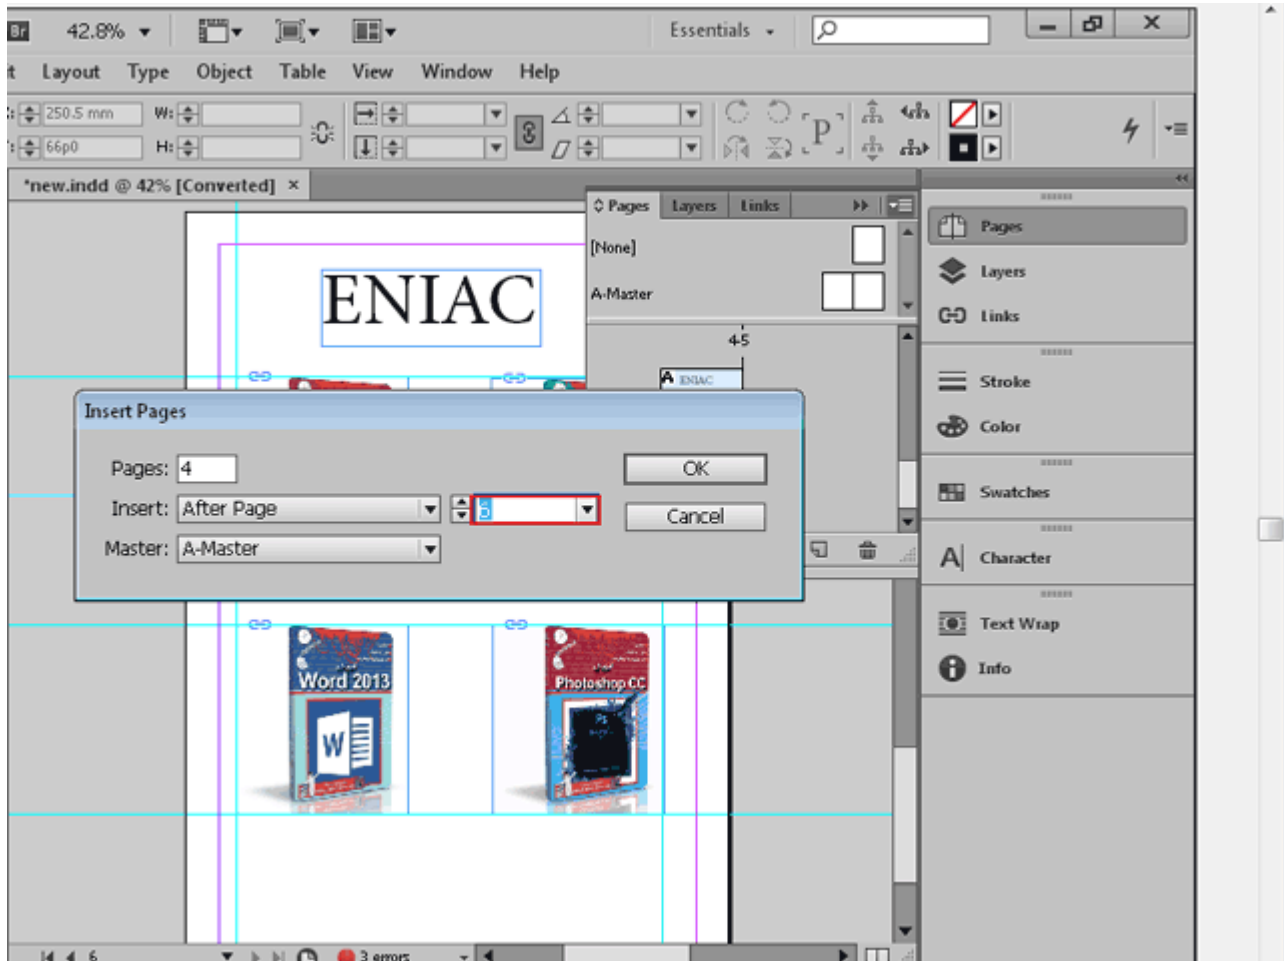 Br 42.8% Essentials
Layout Type Object Table View Window Help
250.5 mm W:
66p0 H:
*new.indd @ 42% [Converted] ×
Pages Layers Links
[None]
A-Master
4-5
A ENIAC
ENIAC
Insert Pages
Pages: 4 OK
Insert: After Page 6 Cancel
Master: A-Master
Pages
Layers
Links
Stroke
Color
Swatches
Character
Text Wrap
Info
Word 2013
W
Photoshop CC
Ps
6 3 errors